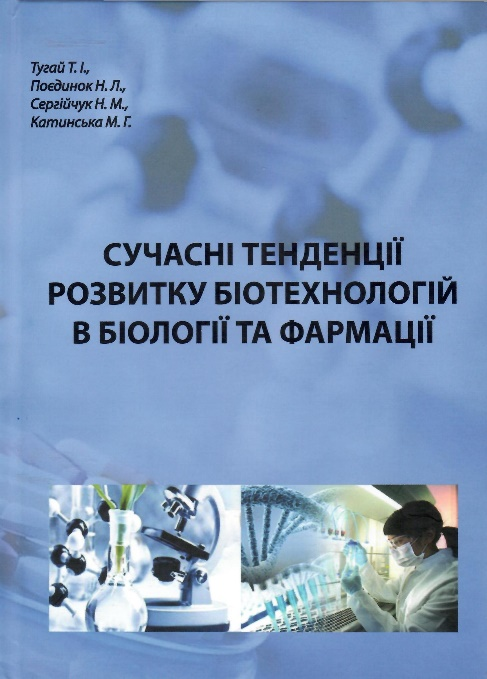 Тугай Т. І.,
Поєдинок Н. Л.,
Сергійчук Н. М.,
Катинська М. Г.
СУЧАСНІ ТЕНДЕНЦІЇ
РОЗВИТКУ БІОТЕХНОЛОГІЙ
В БІОЛОГІЇ ТА ФАРМАЦІЇ